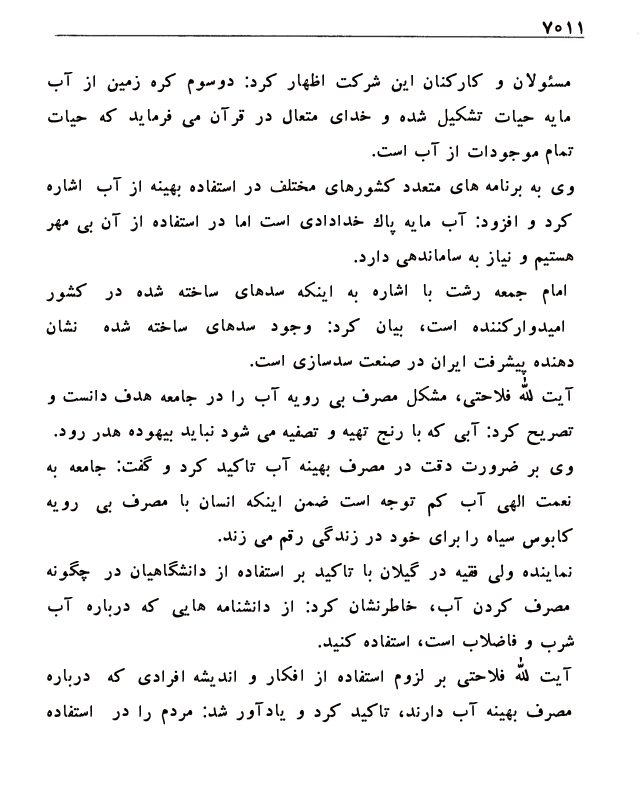 ۷۰۱۱
مسئولان و کارکنان این شرکت اظهار کرد: دوسوم کره زمین از آب
مایه حیات تشکیل شده و خدای متعال در قرآن می فرماید که حیات
تمام موجودات از آب است.
وی به برنامه های متعدد کشورهای مختلف در استفاده بهینه از آب اشاره
کرد و افزود: آب مایه پاك خدادادی است اما در استفاده از آن بی مهر
هستیم و نیاز به ساماندهی دارد.
امام جمعه رشت با اشاره به اینکه سدهای ساخته شده در کشور
امیدوارکننده است، بیان کرد: وجود سدهای ساخته شده نشان
دهنده پیشرفت ایران در صنعت سدسازی است.
آیت لله فلاحتی، مشکل مصرف بی رویه آب را در جامعه هدف دانست و
تصریح کرد: آبی که با رنج تهیه و تصفیه می شود نباید بیهوده هدر رود.
وی بر ضرورت دقت در مصرف بهینه آب تاکید کرد و گفت: جامعه به
نعمت الهی آب کم توجه است ضمن اینکه انسان با مصرف بی رویه
کابوس سیاه را برای خود در زندگی رقم می زند.
نماینده ولی فقیه در گیلان با تاکید بر استفاده از دانشگاهیان در چگونه
مصرف کردن آب، خاطرنشان کرد: از دانشنامه هایی که درباره آب
شرب و فاضلاب است، استفاده کنید.
آیت لله فلاحتی بر لزوم استفاده از افکار و اندیشه افرادی که درباره
مصرف بهینه آب دارند، تاکید کرد و یادآور شد: مردم را در استفاده